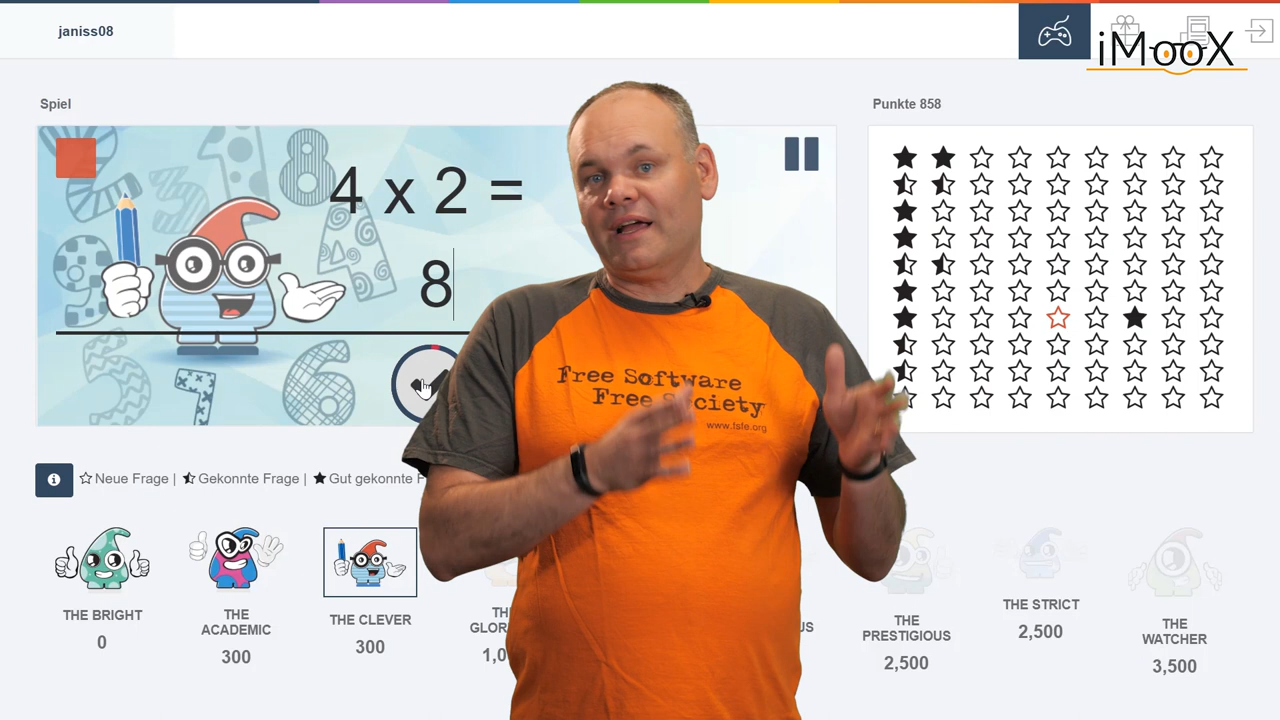 janiss08
iMooX
Spiel
Punkte 858
4 x 2 =
8
Free Software
Free Society
www.fsfe.org
Neue Frage | Gekonnte Frage | Gut gekonnte F
THE BRIGHT
0
THE
ACADEMIC
300
THE CLEVER
300
THE
PRESTIGIOUS
2,500
THE STRICT
2,500
THE
WATCHER
3,500